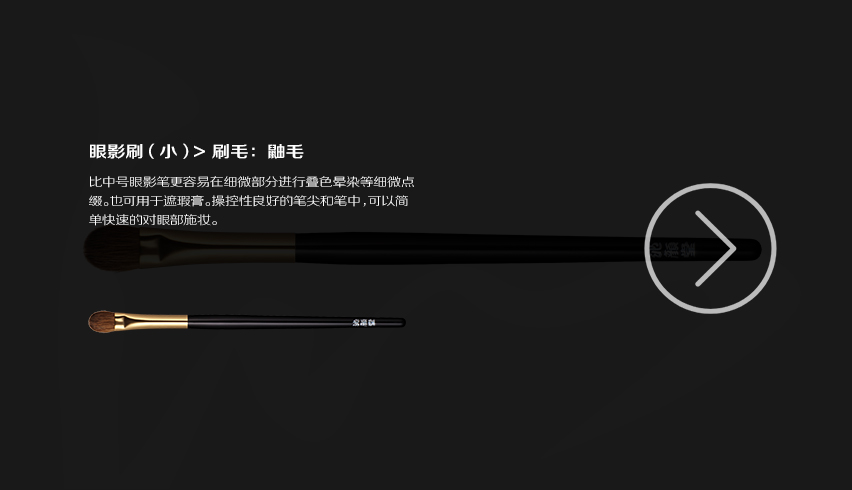 眼影刷（小）> 刷毛：鼬毛
比中号眼影笔更容易在细微部分进行叠色晕染等细微点
缀。也可用于遮瑕膏。操控性良好的笔尖和笔中，可以简
单快速的对眼部施妆。